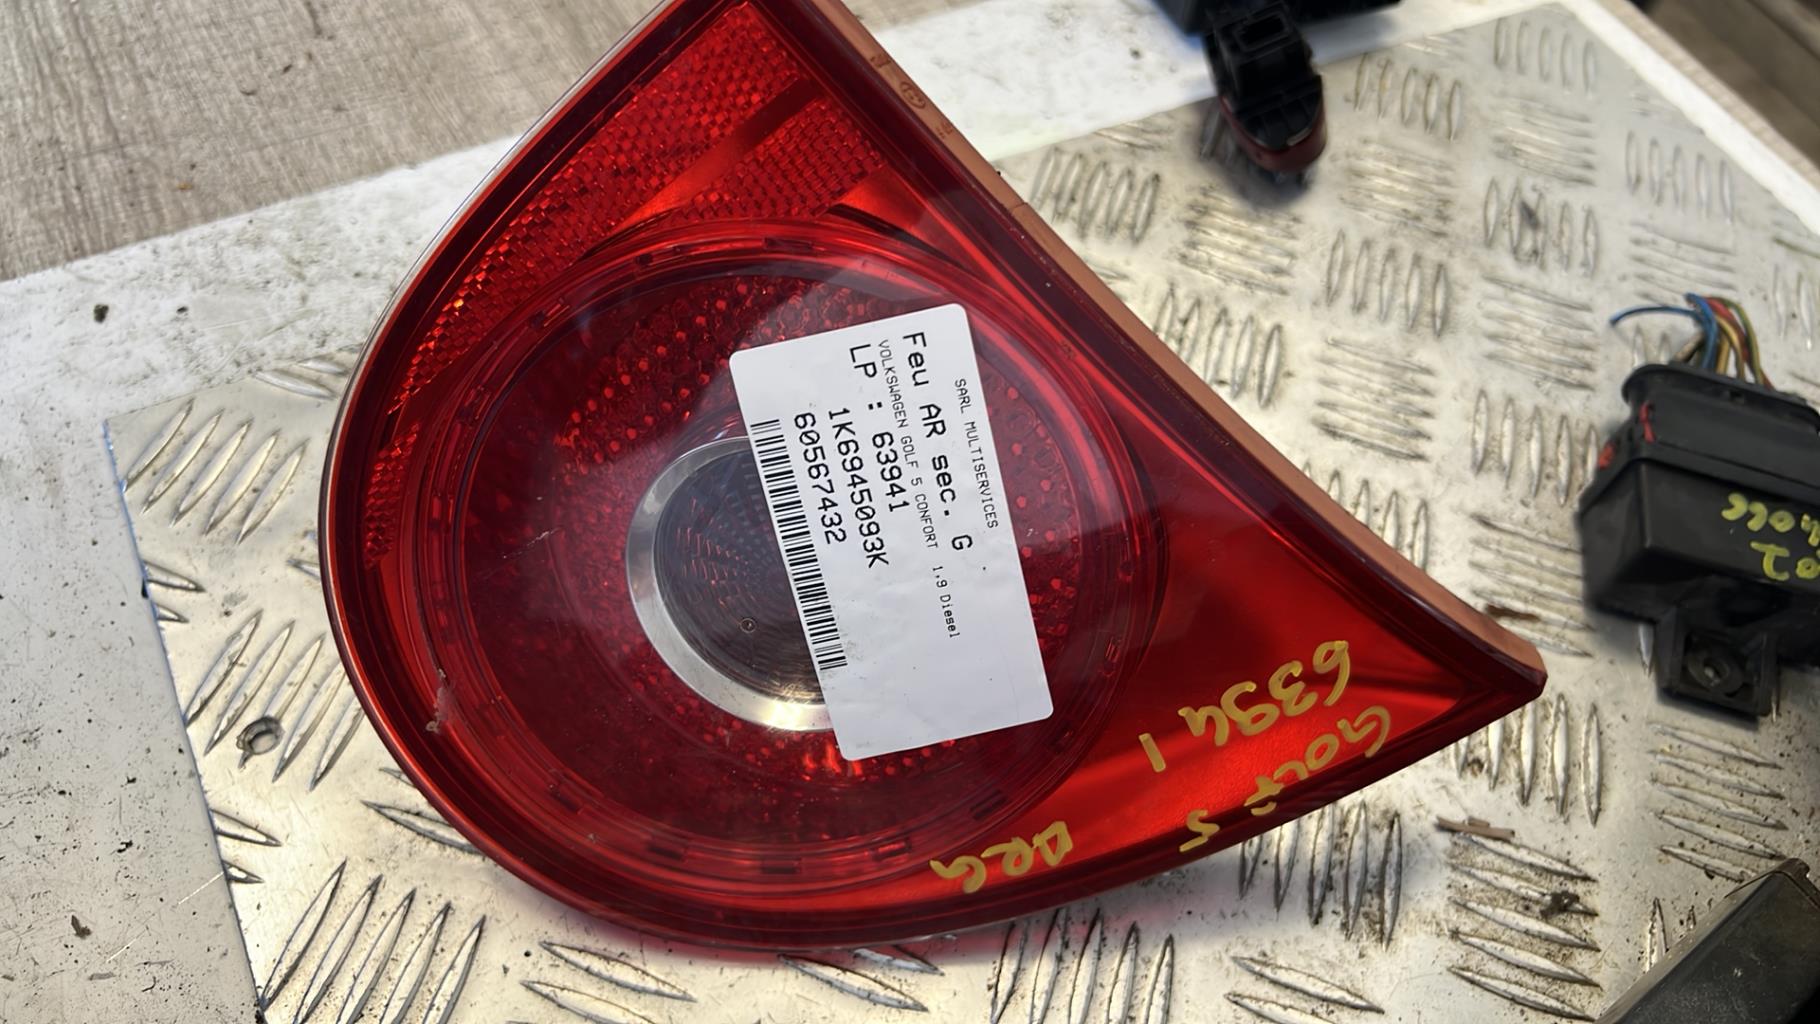 SARL MULTISERVICES
Feu AR sec. G
VOLKSWAGEN GOLF 5 CONFORT 1,9 Diesel
LP : 63941
1K6945093K
60567432
63941
GOLF 5
ARG